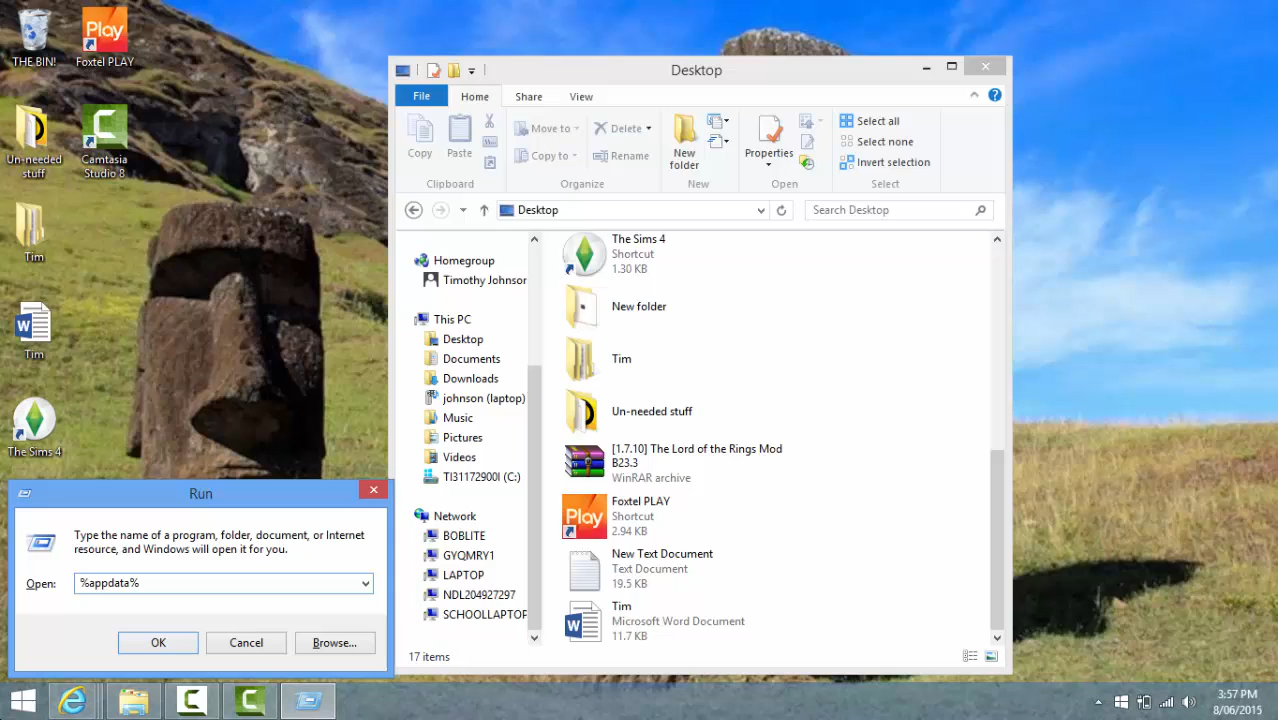 THE BIN!
Foxtel PLAY
Play
Un-needed
stuff
Camtasia
Studio 8
Tim
Tim
The Sims 4
Desktop
File
Home
Share
View
Copy
Paste
Move to
Copy to
Delete
Rename
New
folder
Properties
Select all
Select none
Invert selection
Clipboard
Organize
New
Open
Select
Desktop
Search Desktop
Homegroup
Timothy Johnsor
This PC
Desktop
Documents
Downloads
johnson (laptop)
Music
Pictures
Videos
TI31172900I (C:)
Network
BOBLITE
GYQMRY1
LAPTOP
NDL204927297
SCHOOLLAPTOP
The Sims 4
Shortcut
1.30 KB
New folder
Tim
Un-needed stuff
[1.7.10] The Lord of the Rings Mod
B23.3
WinRAR archive
Play
Foxtel PLAY
Shortcut
2.94 KB
New Text Document
Text Document
19.5 KB
Tim
Microsoft Word Document
11.7 KB
17 items
Run
Type the name of a program, folder, document, or Internet
resource, and Windows will open it for you.
Open:
%appdata%
OK
Cancel
Browse...
3:57 PM
8/06/2015